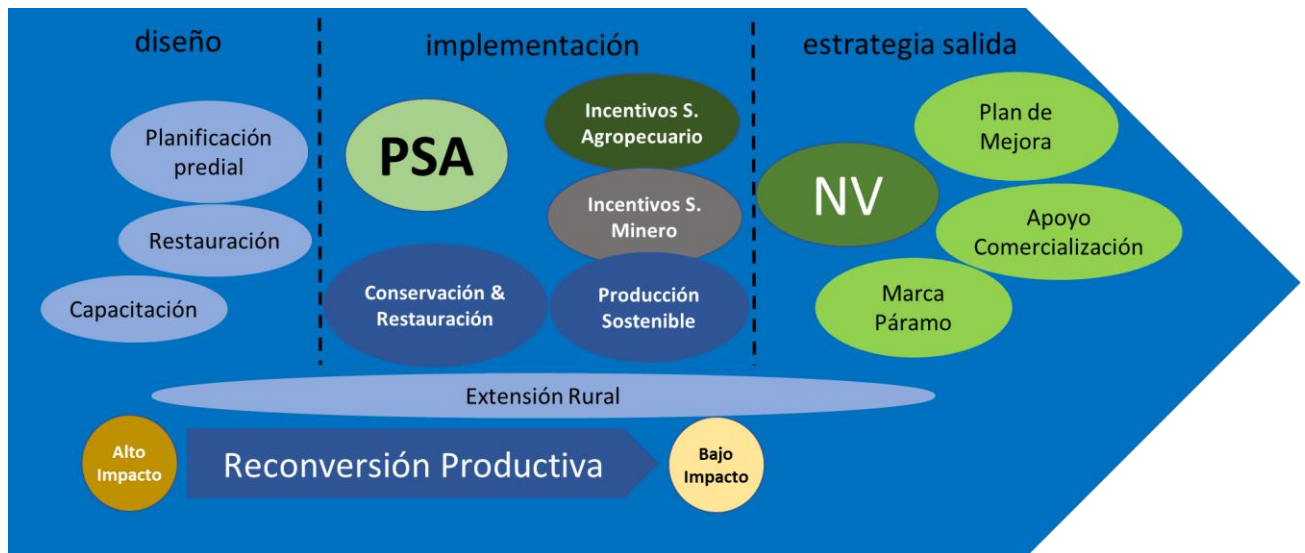 diseño
implementación
estrategia salida
Planificación
predial
Restauración
Capacitación
PSA
Incentivos S.
Agropecuario
Incentivos S.
Minero
Conservación &
Restauración
Producción
Sostenible
NV
Plan de
Mejora
Apoyo
Comercialización
Marca
Páramo
Extensión Rural
Alto
Impacto
Reconversión Productiva
Bajo
Impacto